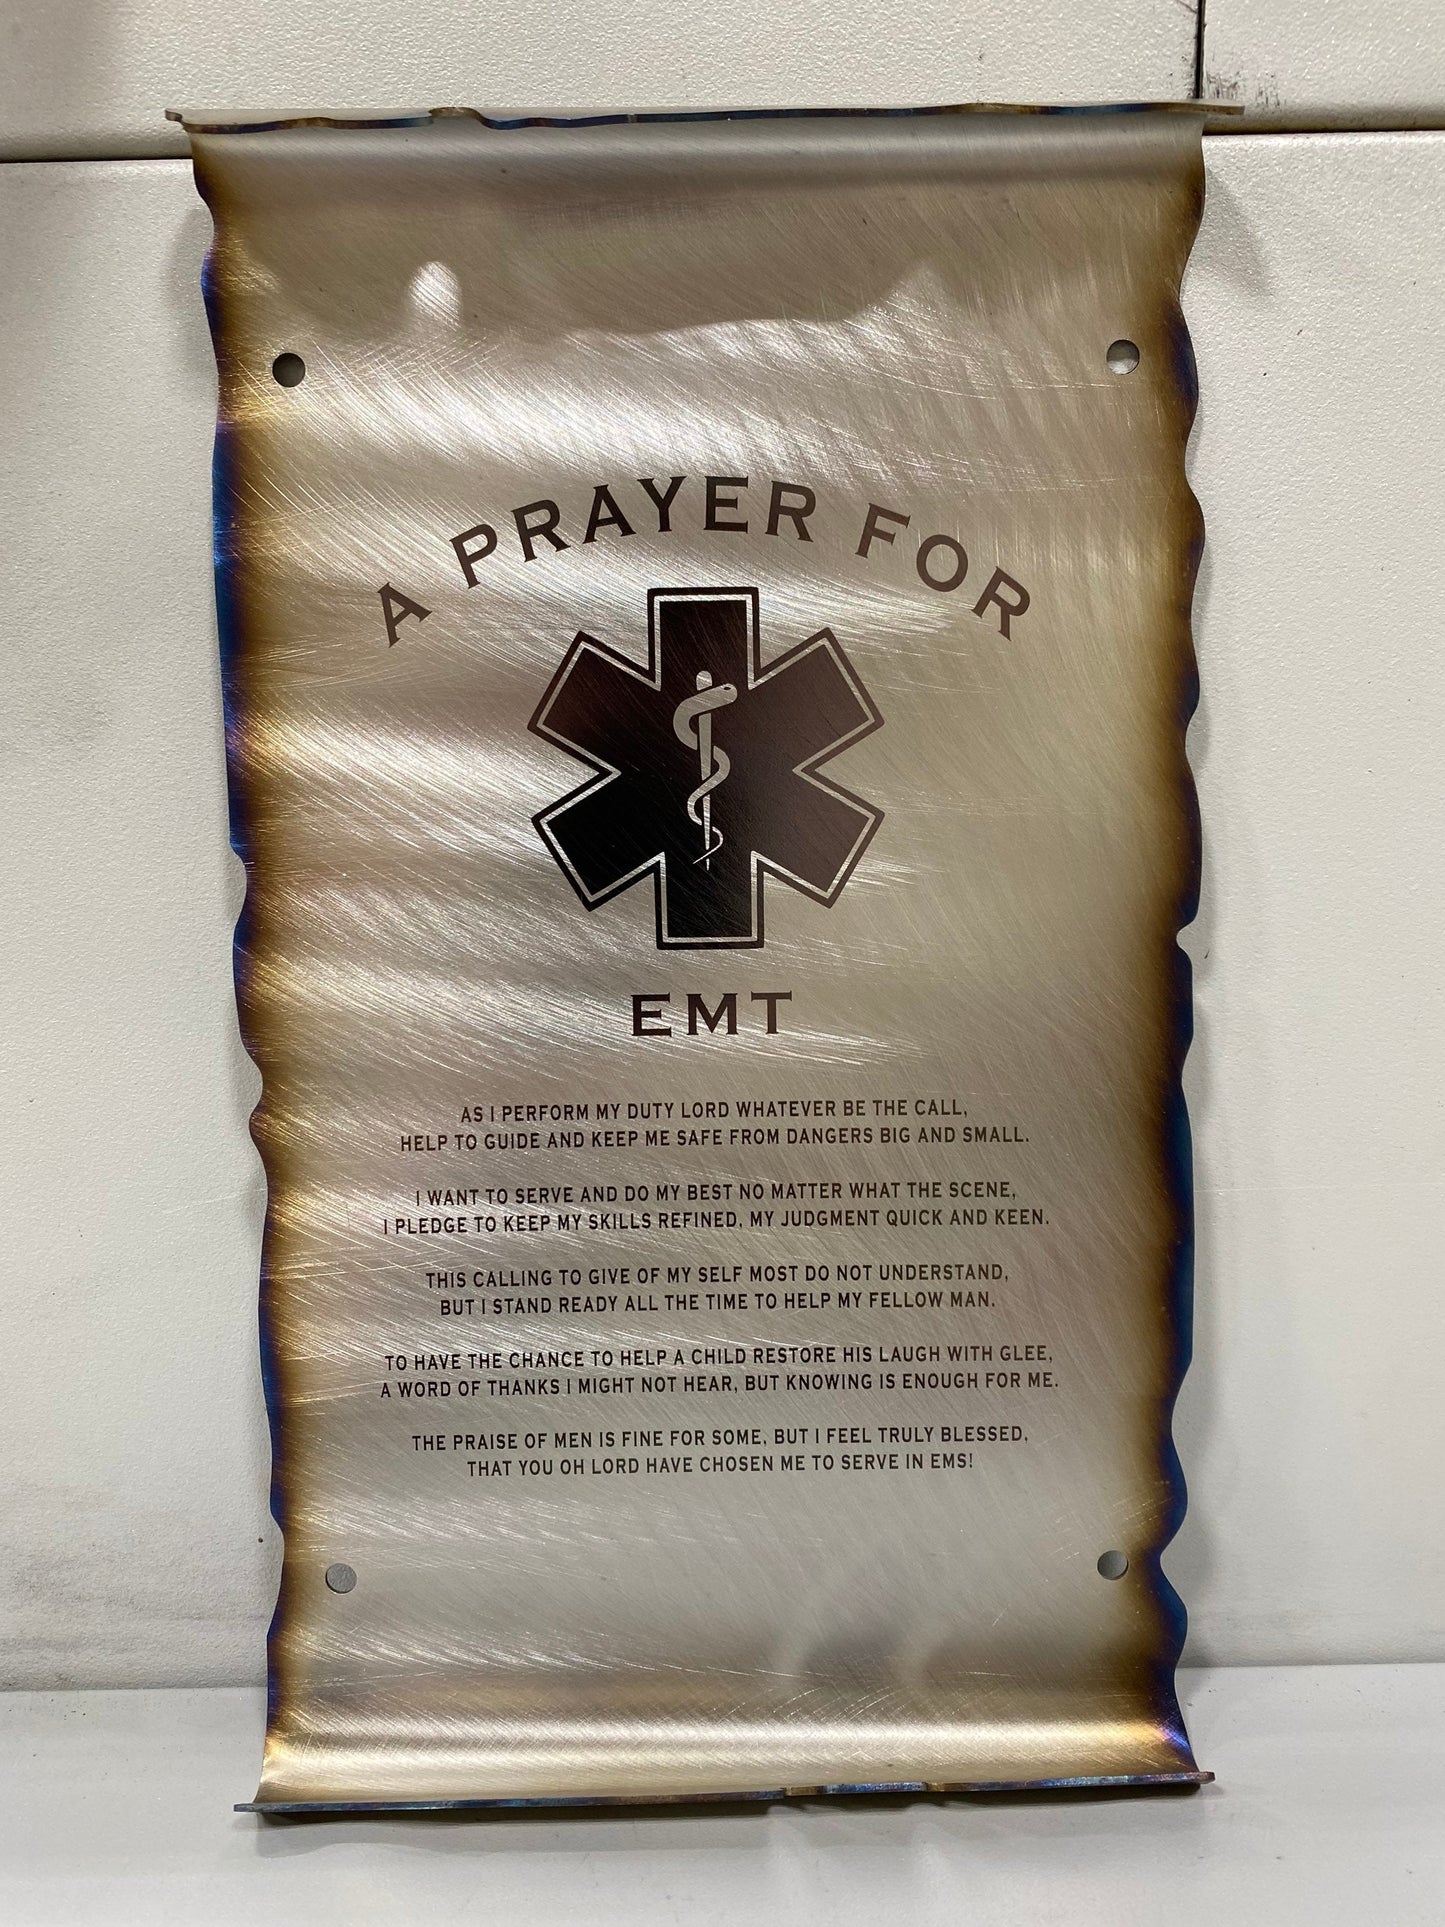 A PRAYER FOR
EMT
AS I PERFORM MY DUTY LORD WHATEVER BE THE CALL,
HELP TO GUIDE AND KEEP ME SAFE FROM DANGERS BIG AND SMALL.
I WANT TO SERVE AND DO MY BEST NO MATTER WHAT THE SCENE,
I PLEDGE TO KEEP MY SKILLS REFINED, MY JUDGMENT QUICK AND KEEN.
THIS CALLING TO GIVE OF MY SELF MOST DO NOT UNDERSTAND,
BUT I STAND READY ALL THE TIME TO HELP MY FELLOW MAN.
TO HAVE THE CHANCE TO HELP A CHILD RESTORE HIS LAUGH WITH GLEE,
A WORD OF THANKS I MIGHT NOT HEAR, BUT KNOWING IS ENOUGH FOR ME.
THE PRAISE OF MEN IS FINE FOR SOME, BUT I FEEL TRULY BLESSED,
THAT YOU OH LORD HAVE CHOSEN ME TO SERVE IN EMS!